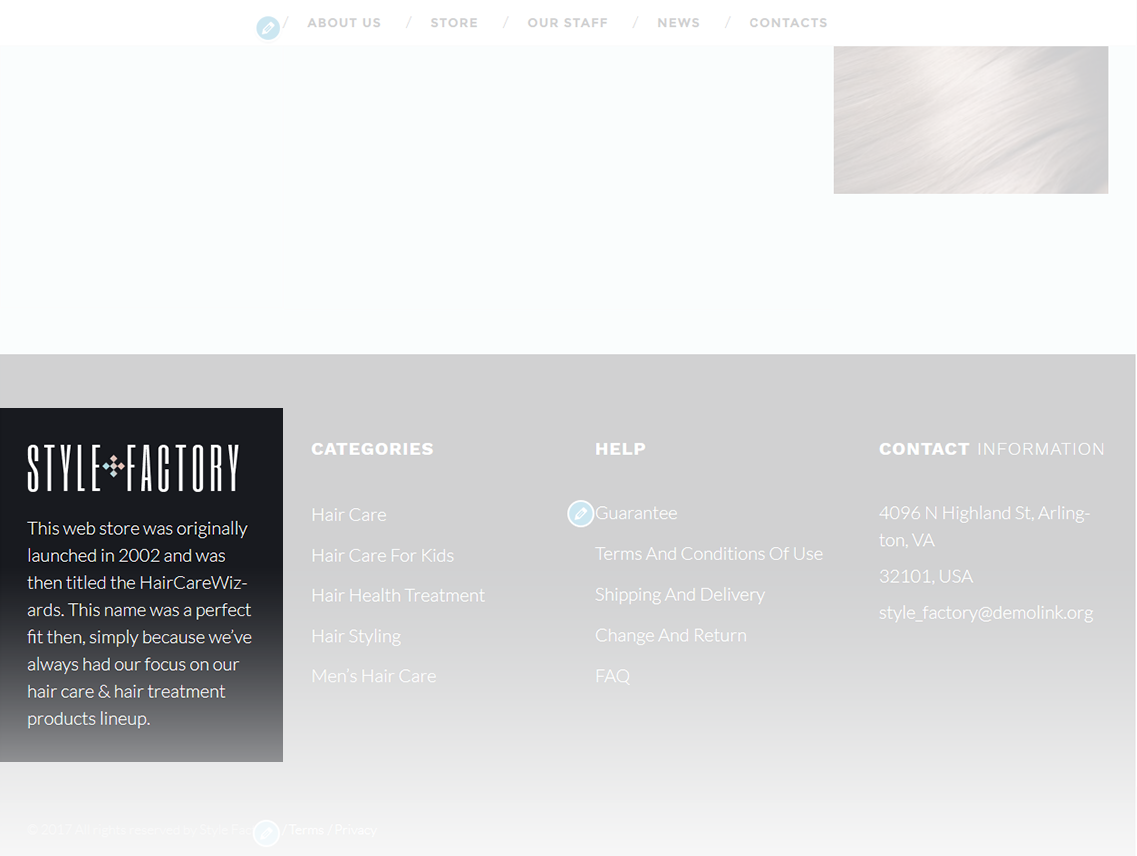 / ABOUT US / STORE / OUR STAFF / NEWS / CONTACTS
STYLE FACTORY
This web store was originally
launched in 2002 and was
then titled the HairCareWiz-
ards. This name was a perfect
fit then, simply because we've
always had our focus on our
hair care & hair treatment
products lineup.
CATEGORIES
Hair Care
Hair Care For Kids
Hair Health Treatment
Hair Styling
Men's Hair Care
HELP
Guarantee
Terms And Conditions Of Use
Shipping And Delivery
Change And Return
FAQ
CONTACT INFORMATION
4096 N Highland St, Arling-
ton, VA
32101, USA
style_factory@demolink.org
© 2017 All rights reserved by Style / Terms / Privacy